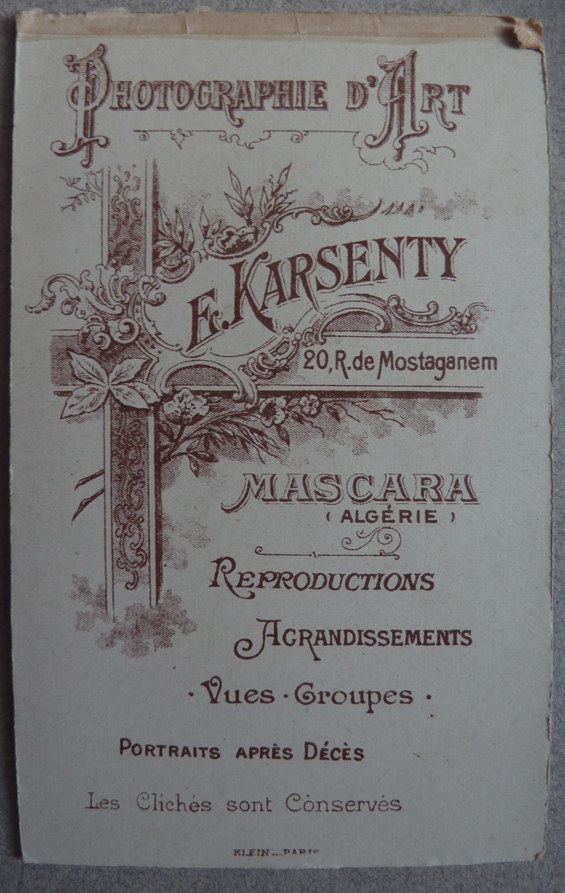 PHOTOGRAPHIE D'ART
E. KARSENTY
20, R. de Mostaganem
MASCARA
( ALGÉRIE )
REPRODUCTIONS
AGRANDISSEMENTS
· Vues · Groupes ·
PORTRAITS APRÈS DÉCÈS
Les Clichés sont Cónservés
KLEIN _ PARIS